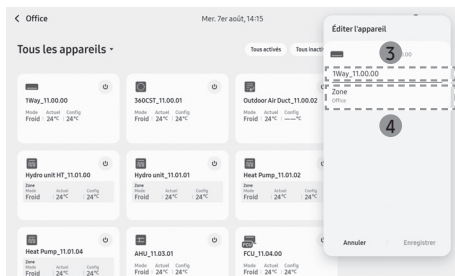 Office
Mer. 7er août, 14:15
Tous les appareils
Tous activés
Tous inacti
1Way_11.00.00
Mode Actuel Config
Froid 24°C 24°C
360CST_11.00.01
Mode Actuel Config
Froid 24°C 24°C
Outdoor Air Duct_11.00.02
Mode Actuel Config
Froid 24°C ——°C
Hydro unit HT_11.01.00
Zone
Mode Actuel Config
Froid 24°C 24°C
Hydro unit_11.01.01
Zone
Mode Actuel Config
Froid 24°C 24°C
Heat Pump_11.01.02
Zone
Mode Actuel Config
Froid 24°C 24°C
Heat Pump_11.01.04
Zone
Mode Actuel Config
Froid 24°C 24°C
AHU_11.03.01
Mode Actuel Config
Froid 24°C 24°C
FCU
FCU_11.04.00
Mode Actuel Config
Froid 24°C 24°C
Éditer l'appareil
3
.00
1Way_11.00.00
Zone
Office
4
Annuler
Enregistrer